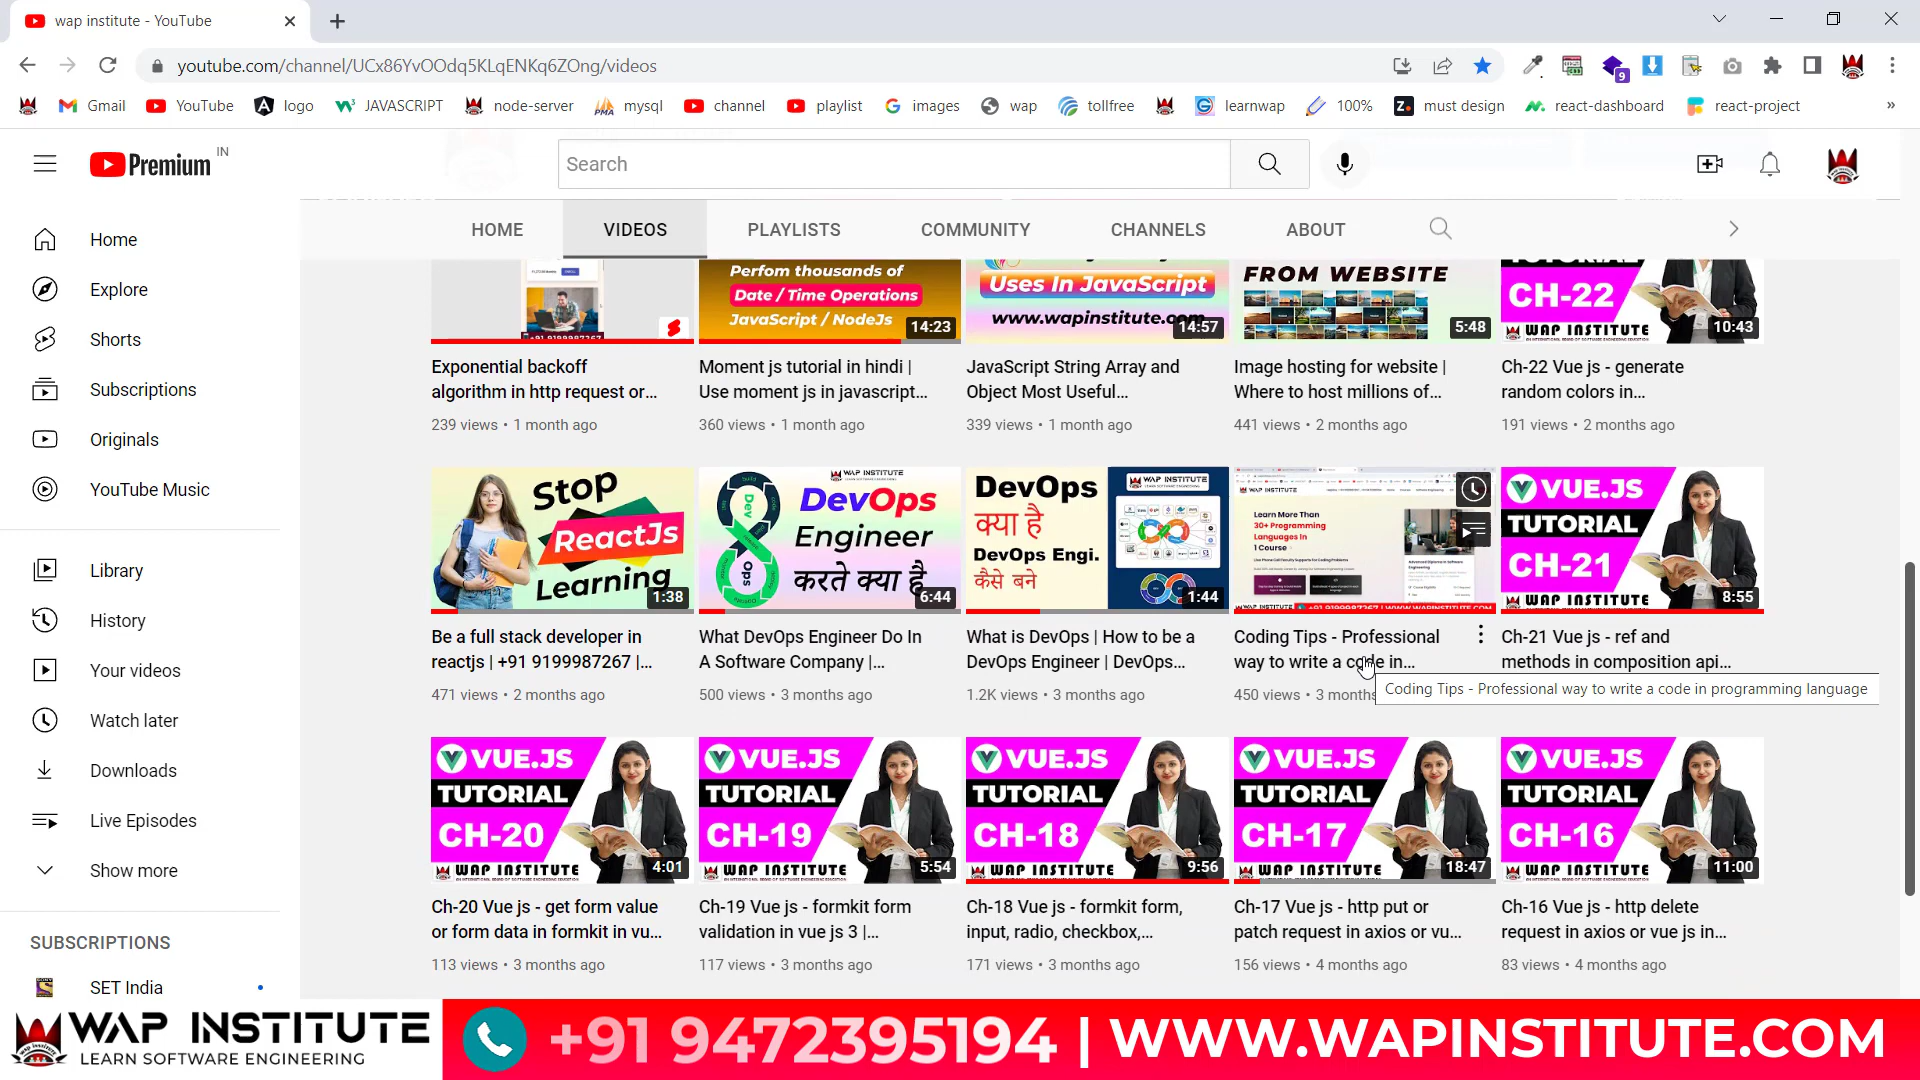 wap institute - YouTube
youtube.com/channel/UCx86YvOOdq5KLqENKq6ZOng/videos
9
Gmail
YouTube
logo
JAVASCRIPT
node-server
mysql
channel
playlist
images
wap
tollfree
learnwap
100%
must design
react-dashboard
react-project
»
Premium IN
Search
Home
Explore
Shorts
Subscriptions
Originals
YouTube Music
Library
History
Your videos
Watch later
Downloads
Live Episodes
Show more
SUBSCRIPTIONS
SET India
HOME
VIDEOS
PLAYLISTS
COMMUNITY
CHANNELS
ABOUT
+91 9199987267
Exponential backoff
algorithm in http request or...
239 views • 1 month ago
Perfom thousands of
Date / Time Operations
JavaScript / NodeJs
14:23
Moment js tutorial in hindi |
Use moment js in javascript...
360 views • 1 month ago
Uses In JavaScript
www.wapinstitute.com
14:57
JavaScript String Array and
Object Most Useful...
339 views • 1 month ago
FROM WEBSITE
5:48
Image hosting for website |
Where to host millions of...
441 views • 2 months ago
TUTORIAL
CH-22
WAP INSTITUTE
10:43
Ch-22 Vue js - generate
random colors in...
191 views • 2 months ago
Stop
ReactJs
Learning
1:38
Be a full stack developer in
reactjs | +91 9199987267 |...
471 views • 2 months ago
WAP INSTITUTE
Dev
Ops
DevOps
Engineer
करते क्या है
6:44
What DevOps Engineer Do In
A Software Company |...
500 views • 3 months ago
DevOps
क्या है
DevOps Engi.
कैसे बने
WAP INSTITUTE
1:44
What is DevOps | How to be a
DevOps Engineer | DevOps...
1.2K views • 3 months ago
WAP INSTITUTE
Learn More Than
30+ Programming
Languages In
1 Course
+91 9199987267 | WWW.WAPINSTITUTE.COM
Coding Tips - Professional
way to write a code in...
450 views • 3 months
Coding Tips - Professional way to write a code in programming language
VUE.JS
TUTORIAL
CH-21
WAP INSTITUTE
8:55
Ch-21 Vue js - ref and
methods in composition api...
VUE.JS
TUTORIAL
CH-20
WAP INSTITUTE
4:01
Ch-20 Vue js - get form value
or form data in formkit in vu...
113 views • 3 months ago
VUE.JS
TUTORIAL
CH-19
WAP INSTITUTE
5:54
Ch-19 Vue js - formkit form
validation in vue js 3 |...
117 views • 3 months ago
VUE.JS
TUTORIAL
CH-18
WAP INSTITUTE
9:56
Ch-18 Vue js - formkit form,
input, radio, checkbox,...
171 views • 3 months ago
VUE.JS
TUTORIAL
CH-17
WAP INSTITUTE
18:47
Ch-17 Vue js - http put or
patch request in axios or vu...
156 views • 4 months ago
VUE.JS
TUTORIAL
CH-16
WAP INSTITUTE
11:00
Ch-16 Vue js - http delete
request in axios or vue js in...
83 views • 4 months ago
WAP INSTITUTE
LEARN SOFTWARE ENGINEERING
+91 9472395194 | WWW.WAPINSTITUTE.COM